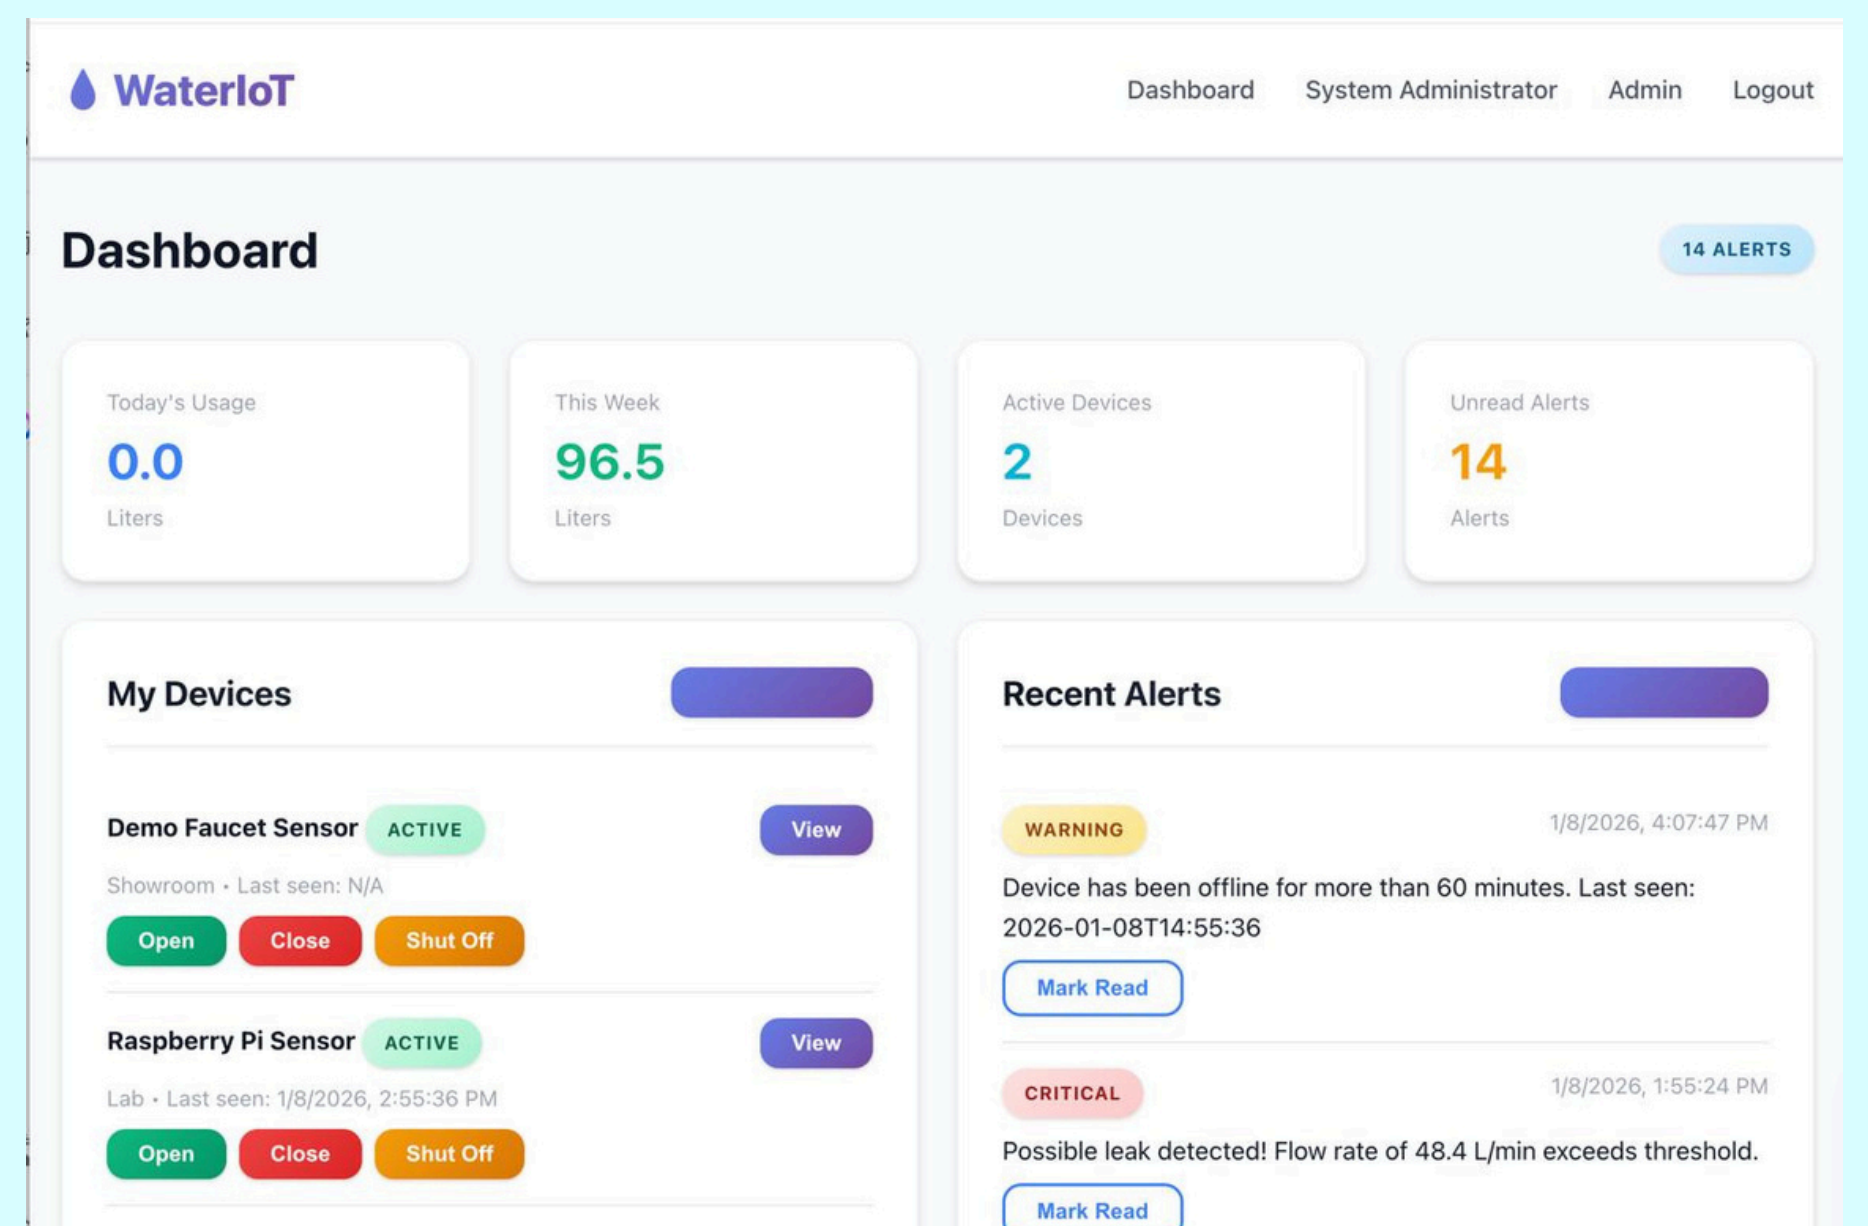 WaterIoT
Dashboard System Administrator Admin Logout
Dashboard
14 ALERTS
Today's Usage
0.0
Liters
This Week
96.5
Liters
Active Devices
2
Devices
Unread Alerts
14
Alerts
My Devices
Demo Faucet Sensor ACTIVE
View
Showroom • Last seen: N/A
Open Close Shut Off
Raspberry Pi Sensor ACTIVE
View
Lab • Last seen: 1/8/2026, 2:55:36 PM
Open Close Shut Off
Recent Alerts
WARNING
1/8/2026, 4:07:47 PM
Device has been offline for more than 60 minutes. Last seen:
2026-01-08T14:55:36
Mark Read
CRITICAL
1/8/2026, 1:55:24 PM
Possible leak detected! Flow rate of 48.4 L/min exceeds threshold.
Mark Read